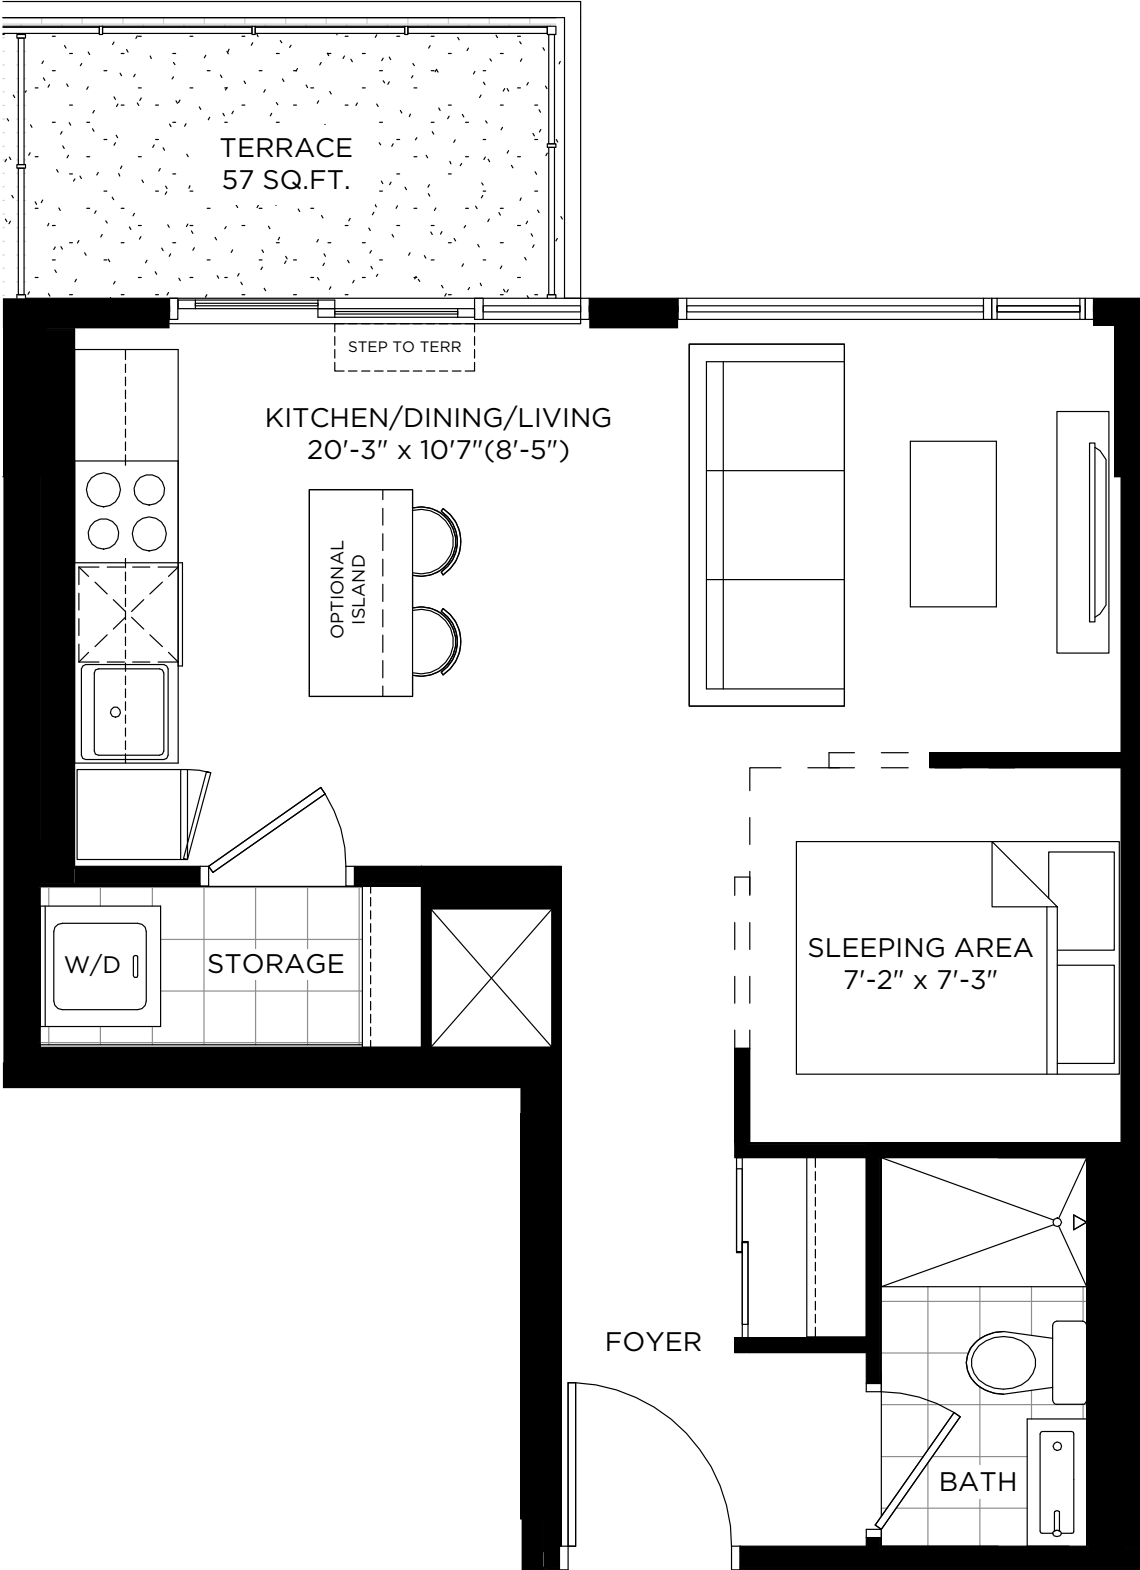 TERRACE
57 SQ.FT.
STEP TO TERR
KITCHEN/DINING/LIVING
20'-3" x 10'7"(8'-5")
OPTIONAL
ISLAND
SLEEPING AREA
7'-2" x 7'-3"
W/D
STORAGE
FOYER
BATH